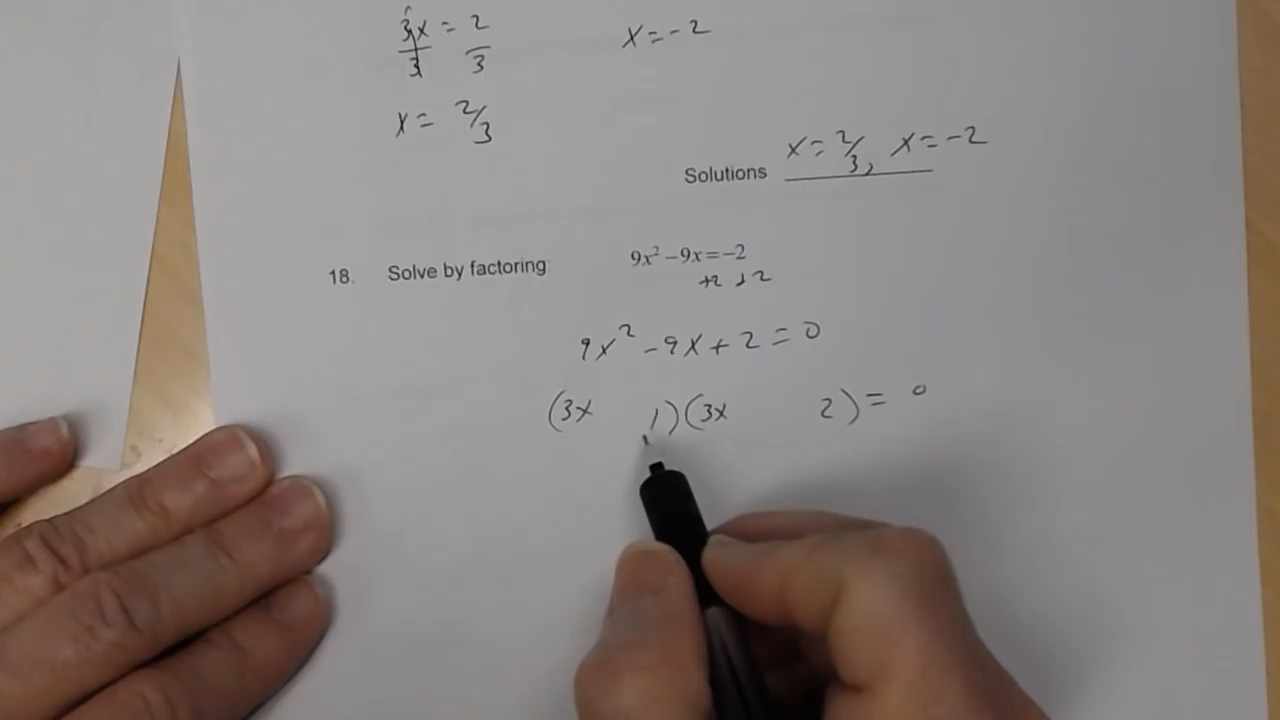 3x = 2
3 3
x = -2
x = 2/3
Solutions x = 2/3, x = -2
18. Solve by factoring: 9x² − 9x = −2
+2 +2
9x² - 9x + 2 = 0
(3x 1)(3x 2) = 0